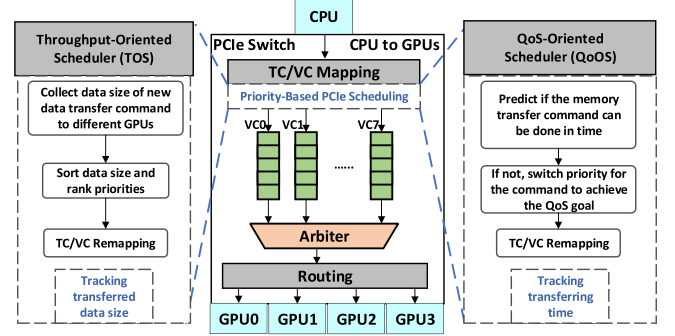 CPU
Throughput-Oriented
Scheduler (TOS)
Collect data size of new
data transfer command
to different GPUs
Sort data size and
rank priorities
TC/VC Remapping
Tracking
transferred
data size
PCIe Switch
CPU to GPUs
TC/VC Mapping
Priority-Based PCIe Scheduling
VC0
VC1
VC7
......
Arbiter
Routing
GPU0
GPU1
GPU2
GPU3
QoS-Oriented
Scheduler (QoOS)
Predict if the memory
transfer command can
be done in time
If not, switch priority for
the command to achieve
the QoS goal
TC/VC Remapping
Tracking
transferring
time